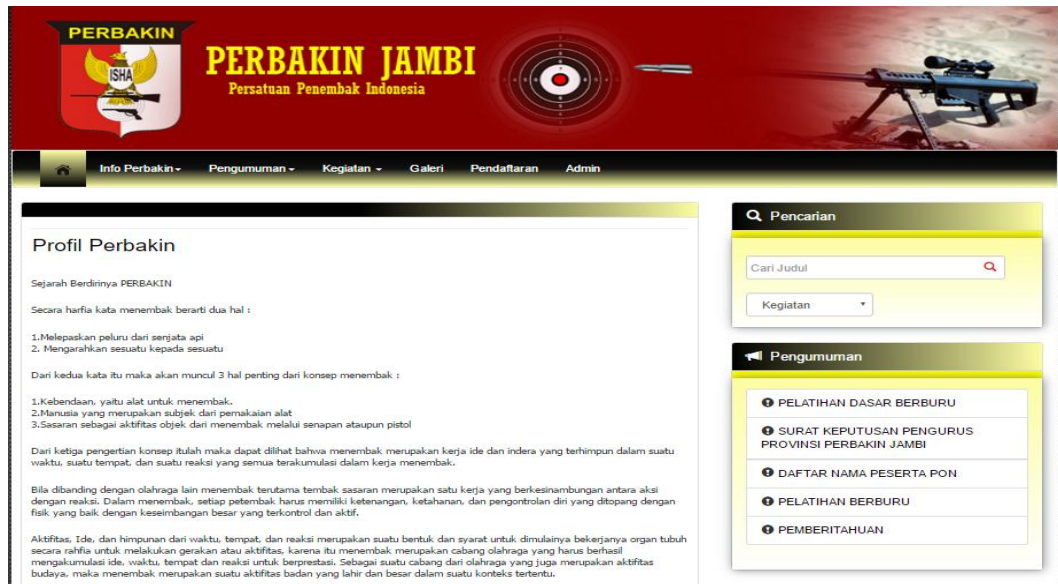 PERBAKIN
ISHA
PERBAKIN JAMBI
Persatuan Penembak Indonesia
Info Perbakin
Pengumuman
Kegiatan
Galeri
Pendaftaran
Admin
Profil Perbakin
Sejarah Berdirinya PERBAKIN
Secara harfia kata menembak berarti dua hal :
1.Melepaskan peluru dari senjata api
2. Mengarahkan sesuatu kepada sesuatu
Dari kedua kata itu maka akan muncul 3 hal penting dari konsep menembak :
1.Kebendaan, yaitu alat untuk menembak.
2.Manusia yang merupakan subjek dari pemakaian alat
3.Sasaran sebagai aktifitas objek dari menembak melalui senapan ataupun pistol
Dari ketiga pengertian konsep itulah maka dapat dilihat bahwa menembak merupakan kerja ide dan indera yang terhimpun dalam suatu
waktu, suatu tempat, dan suatu reaksi yang semua terakumulasi dalam kerja menembak.
Bila dibanding dengan olahraga lain menembak terutama tembak sasaran merupakan satu kerja yang berkesinambungan antara aksi
dengan reaksi. Dalam menembak, setiap petembak harus memiliki ketenangan, ketahanan, dan pengontrolan diri yang ditopang dengan
fisik yang baik dengan keseimbangan besar yang terkontrol dan aktif.
Aktifitas, Ide, dan himpunan dari waktu, tempat, dan reaksi merupakan suatu bentuk dan syarat untuk dimulainya bekerjanya organ tubuh
secara rahfia untuk melakukan gerakan atau aktifitas, karena itu menembak merupakan cabang olahraga yang harus berhasil
mengakumulasi ide, waktu, tempat dan reaksi untuk berprestasi. Sebagai suatu cabang dari olahraga yang juga merupakan aktifitas
budaya, maka menembak merupakan suatu aktifitas badan yang lahir dan besar dalam suatu konteks tertentu.
Pencarian
Cari Judul
Kegiatan
Pengumuman
PELATIHAN DASAR BERBURU
SURAT KEPUTUSAN PENGURUS
PROVINSI PERBAKIN JAMBI
DAFTAR NAMA PESERTA PON
PELATIHAN BERBURU
PEMBERITAHUAN